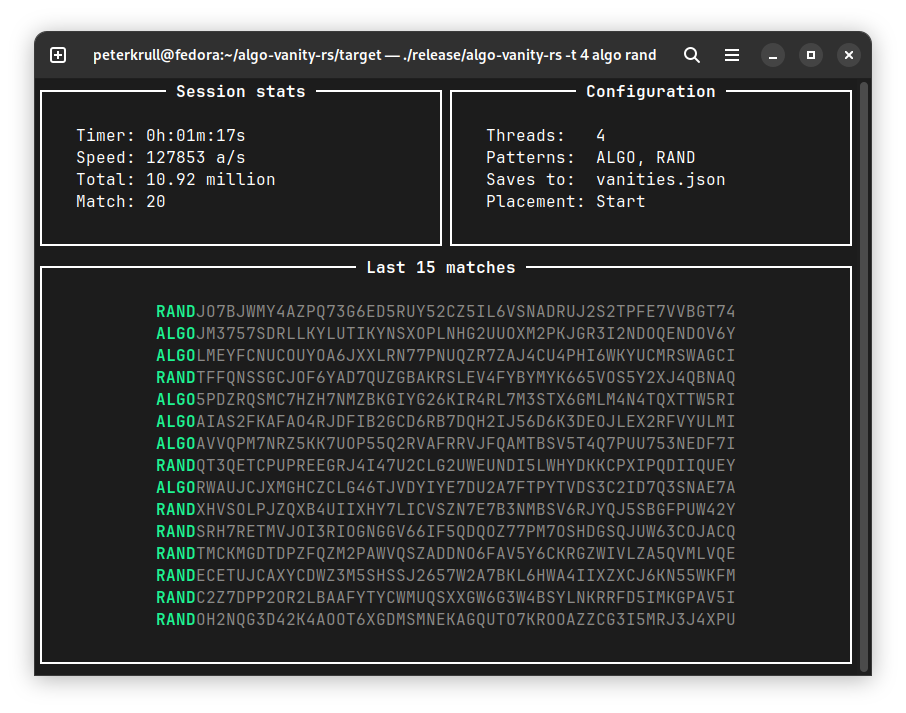 peterkrull@fedora:~/algo-vanity-rs/target — ./release/algo-vanity-rs -t 4 algo rand
Session stats
Timer: 0h:01m:17s
Speed: 127853 a/s
Total: 10.92 million
Match: 20
Configuration
Threads: 4
Patterns: ALGO, RAND
Saves to: vanities.json
Placement: Start
Last 15 matches
RANDJO7BJWMY4AZPQ73G6ED5RUY52CZ5IL6VSNADRUJ2S2TPFE7VVBGT74
ALGOJM3757SDRLLKYLUTIKYNSXOPLNHG2UUOXM2PKJGR3I2NDOQENDOV6Y
ALGOLMEYFCNUCOUYOA6JXXLRN77PNUQZR7ZAJ4CU4PHI6WKYUCMRSWAGCI
RANDTFFQNSSGCJOF6YAD7QUZGBAKRSLEV4FYBYMYK665VOS5Y2XJ4QBNAQ
ALGO5PDZRQSMC7HZH7NMZBKGIYG26KIR4RL7M3STX6GMLM4N4TQXTTW5RI
ALGOAIAS2FKAFAO4RJDFIB2GCD6RB7DQH2IJ56D6K3DEOJLEX2RFVYULMI
ALGOAVVQPM7NRZ5KK7UOP55Q2RVAFRRVJFQAMTBSV5T4Q7PUU753NEDF7I
RANDQT3QETCPUPREEGRJ4I47U2CLG2UWEUNDI5LWHYDKKCPXIPQDIIQUEY
ALGORWAUJCJXMGHCZCLG46TJVDYIYE7DU2A7FTPYTVDS3C2ID7Q3SNAE7A
RANDXHVSOLPJZQXB4UIIXHY7LICVSZN7E7B3NMBSV6RJYQJ5SBGFPUW42Y
RANDSRH7RETMVJOI3RIOGNGGV66IF5QDQOZ77PM7OSHDGSQJUW63COJACQ
RANDTMCKMGDTDPZFQZM2PAWVQSZADDNO6FAV5Y6CKRGZWIVLZA5QVMLVQE
RANDECETUJCAXYCDWZ3M5SHSSJ2657W2A7BKL6HWA4IIXZXCJ6KN55WKFM
RANDC2Z7DPP2OR2LBAAFYTYCWMUQSXXGW6G3W4BSYLNKRRFD5IMKGPAV5I
RANDOH2NQG3D42K4AOOT6XGDMSMNEKAGQUTO7KROOAZZCG3I5MRJ3J4XPU